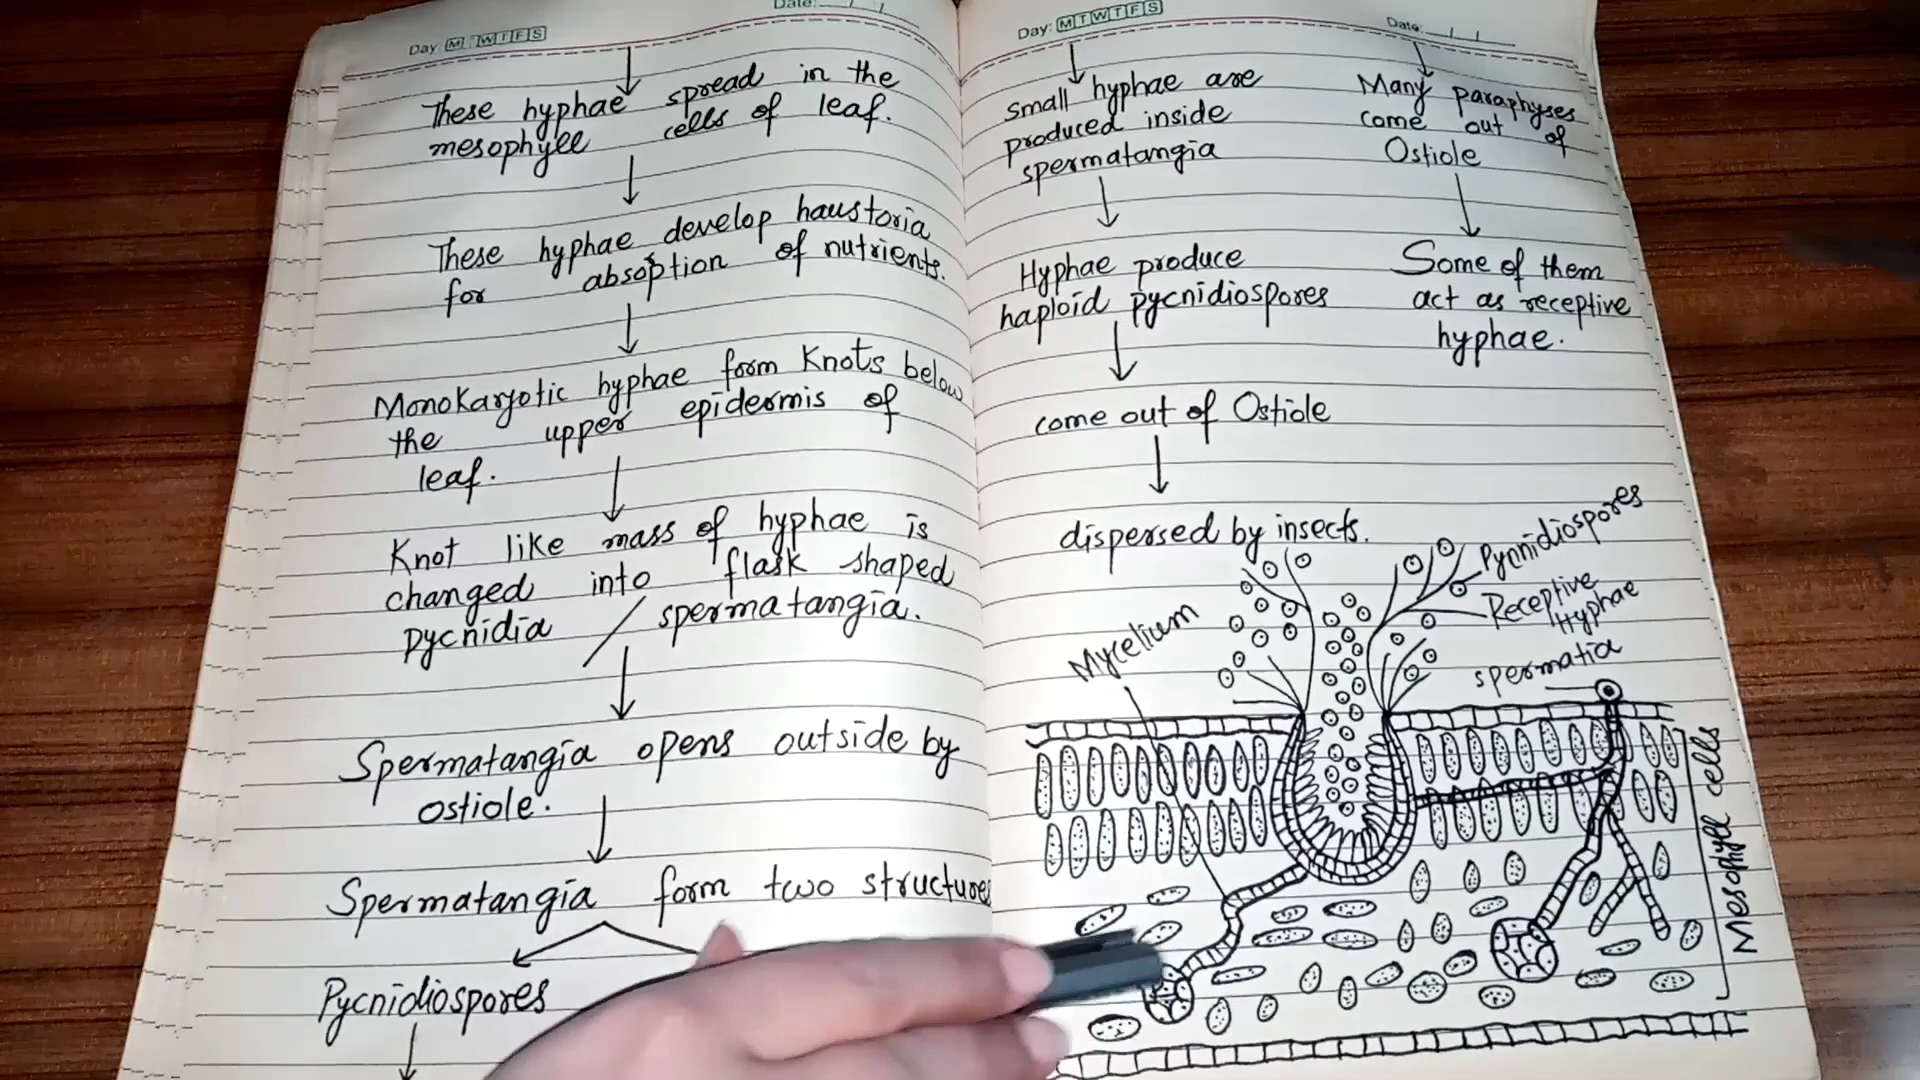 Day: M T W T F S
Date:
These hyphae spread in the
mesophyll cells of leaf.
These hyphae develop haustoria
for absorption of nutrients.
Monokaryotic hyphae form Knots below
the upper epidermis of
leaf.
Knot like mass of hyphae is
changed into flask shaped
pycnidia / spermatangia.
Spermatangia opens outside by
ostiole.
Spermatangia form two structures
Pycnidiospores
Day: M T W T F S
Date:
Small hyphae are
produced inside
spermatangia
Hyphae produce
haploid pycnidiospores
come out of Ostiole
dispersed by insects.
Many paraphyses
come out of
Ostiole
Some of them
act as receptive
hyphae.
Pynnidiospores
Receptive
Hyphae
spermatia
Mycelium
Mesophyll cells